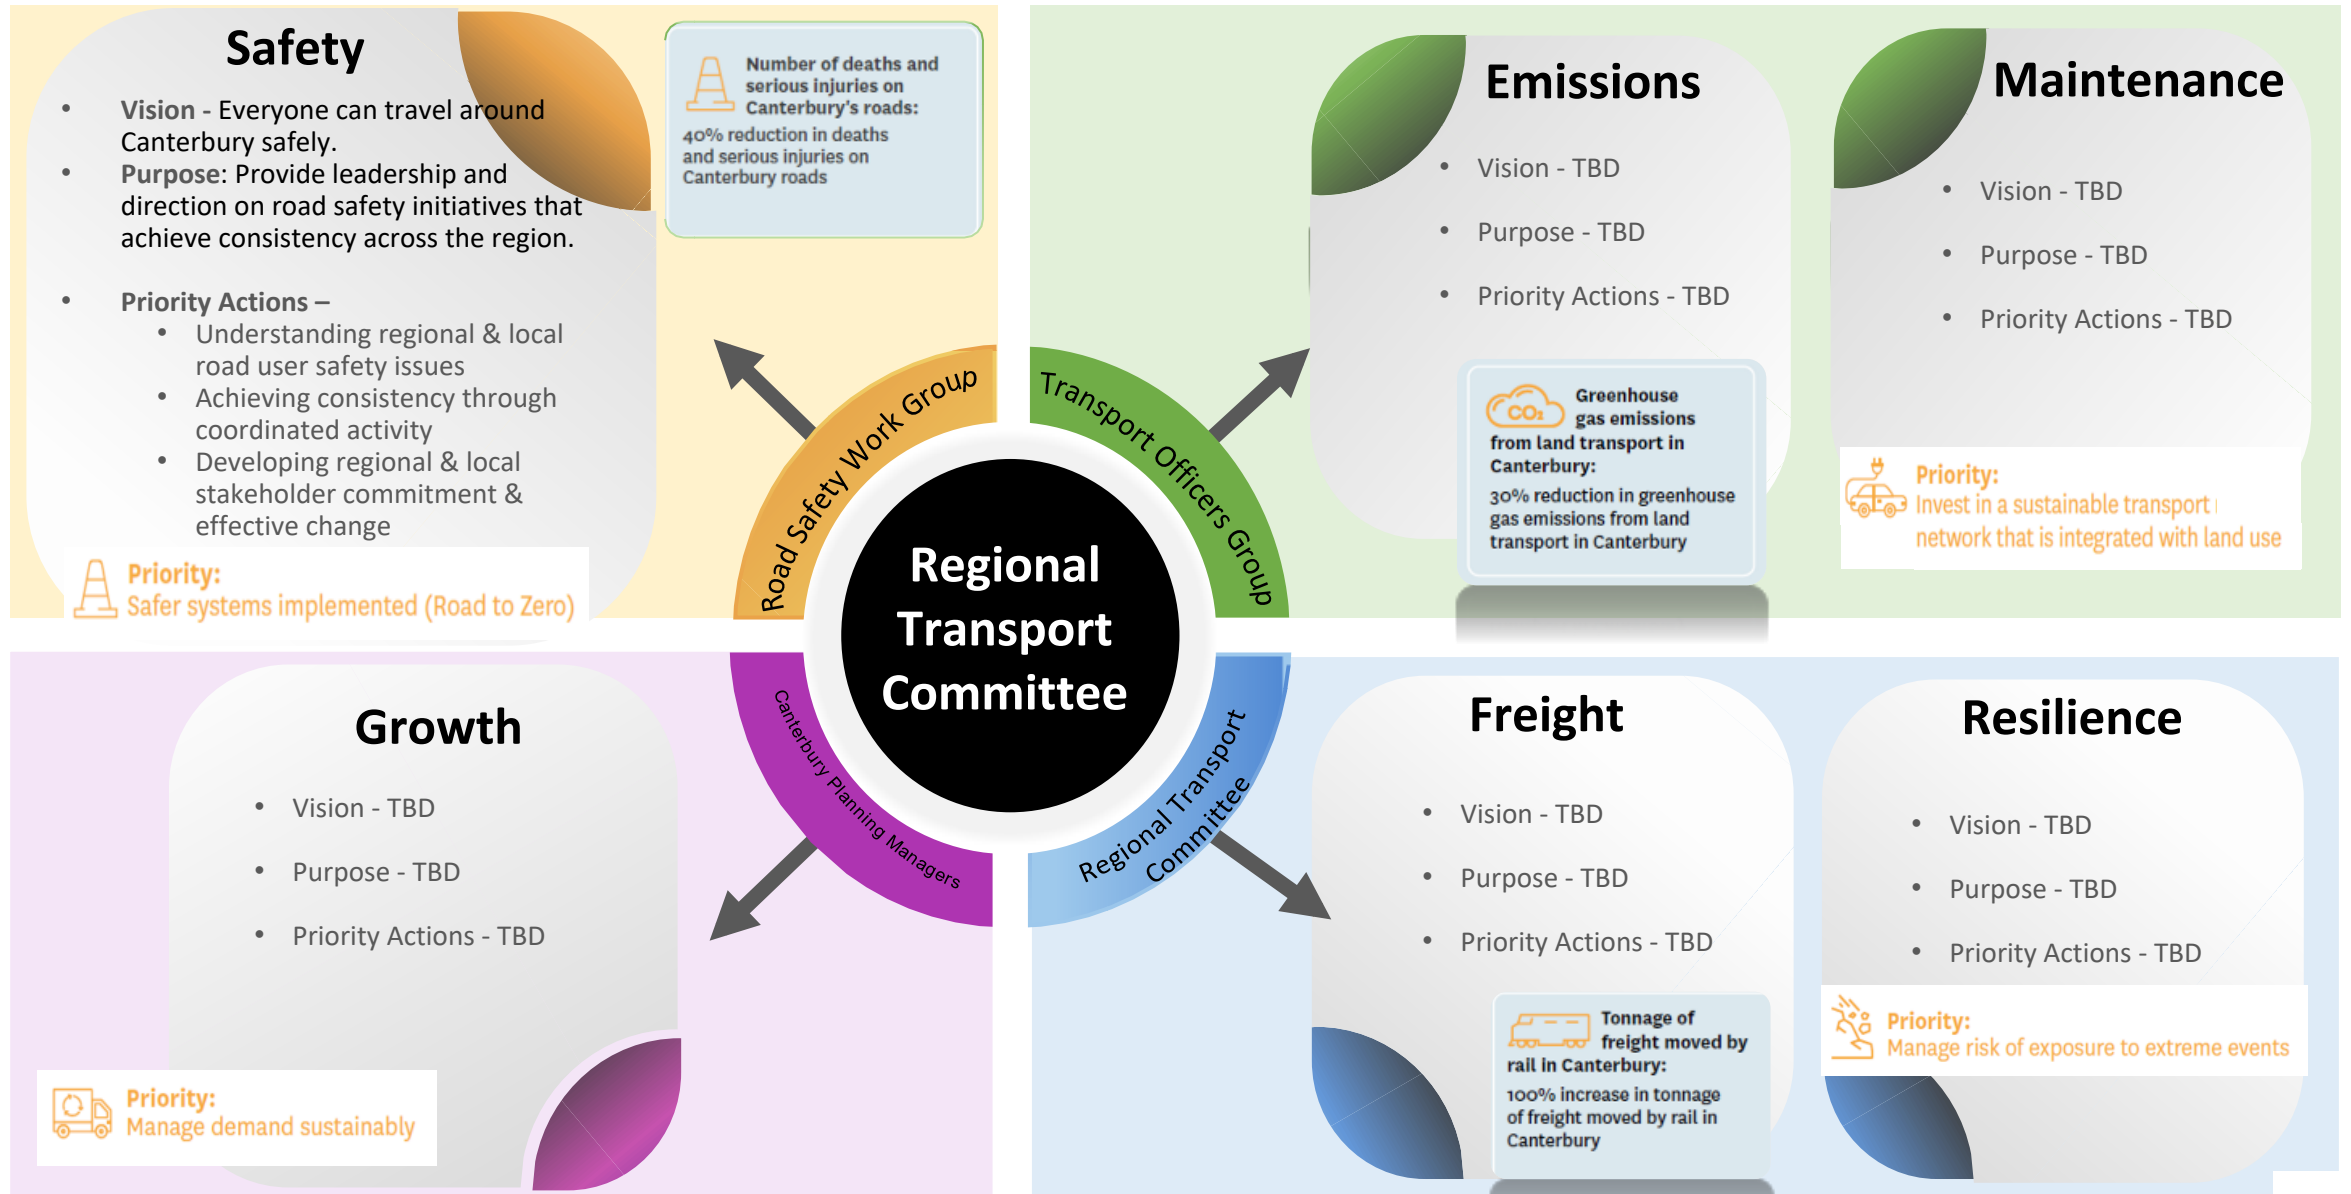 Safety
• Vision - Everyone can travel around
Canterbury safely.
• Purpose: Provide leadership and
direction on road safety initiatives that
achieve consistency across the region.
• Priority Actions –
• Understanding regional & local
road user safety issues
• Achieving consistency through
coordinated activity
• Developing regional & local
stakeholder commitment &
effective change
Priority:
Safer systems implemented (Road to Zero)
Number of deaths and
serious injuries on
Canterbury's roads:
40% reduction in deaths
and serious injuries on
Canterbury roads
Emissions
• Vision - TBD
• Purpose - TBD
• Priority Actions - TBD
CO₂
Greenhouse
gas emissions
from land transport in
Canterbury:
30% reduction in greenhouse
gas emissions from land
transport in Canterbury
Maintenance
• Vision - TBD
• Purpose - TBD
• Priority Actions - TBD
Priority:
Invest in a sustainable transport
network that is integrated with land use
Road Safety Work Group
Transport Officers Group
Regional
Transport
Committee
Canterbury Planning Managers
Regional Transport
Committee
Growth
• Vision - TBD
• Purpose - TBD
• Priority Actions - TBD
Priority:
Manage demand sustainably
Freight
• Vision - TBD
• Purpose - TBD
• Priority Actions - TBD
Tonnage of
freight moved by
rail in Canterbury:
100% increase in tonnage
of freight moved by rail in
Canterbury
Resilience
• Vision - TBD
• Purpose - TBD
• Priority Actions - TBD
Priority:
Manage risk of exposure to extreme events